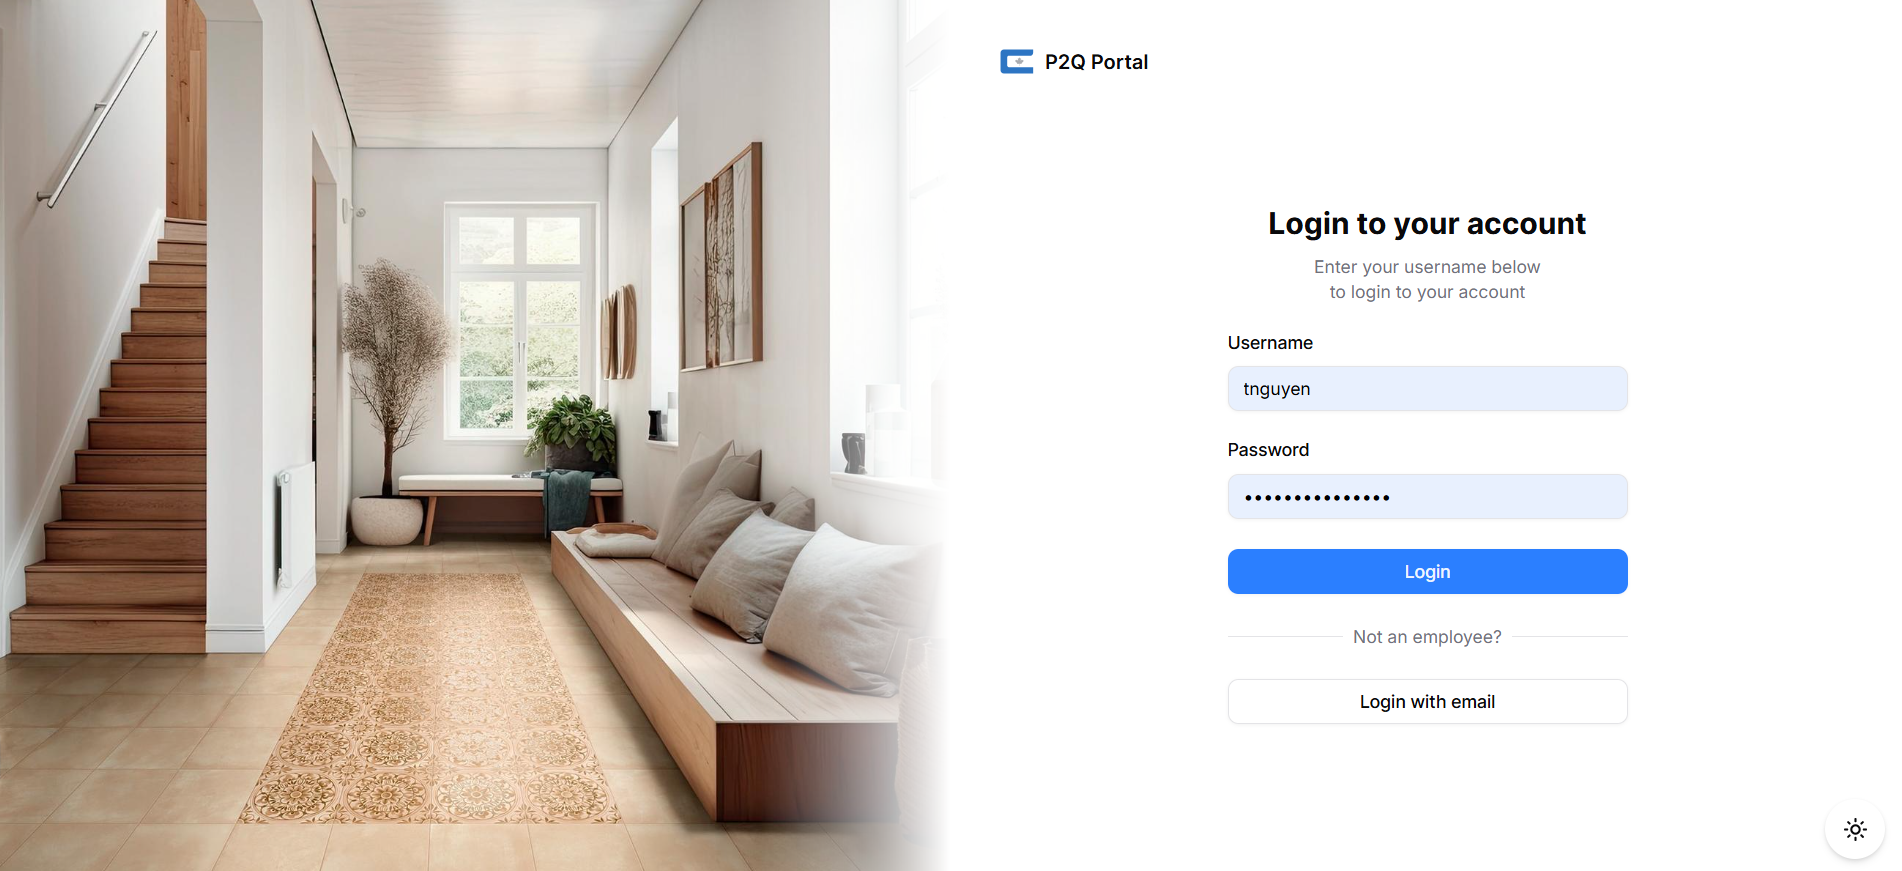 P2Q Portal
Login to your account
Enter your username below
to login to your account
Username
tnguyen
Password
•••••••••••••••
Login
Not an employee?
Login with email